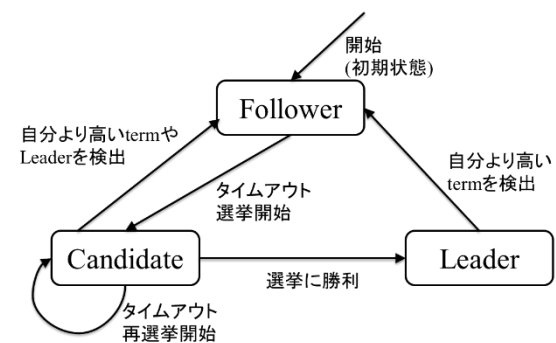 開始
(初期状態)
Follower
自分より高いtermや
Leaderを検出
自分より高い
termを検出
タイムアウト
選挙開始
Candidate
Leader
選挙に勝利
タイムアウト
再選挙開始